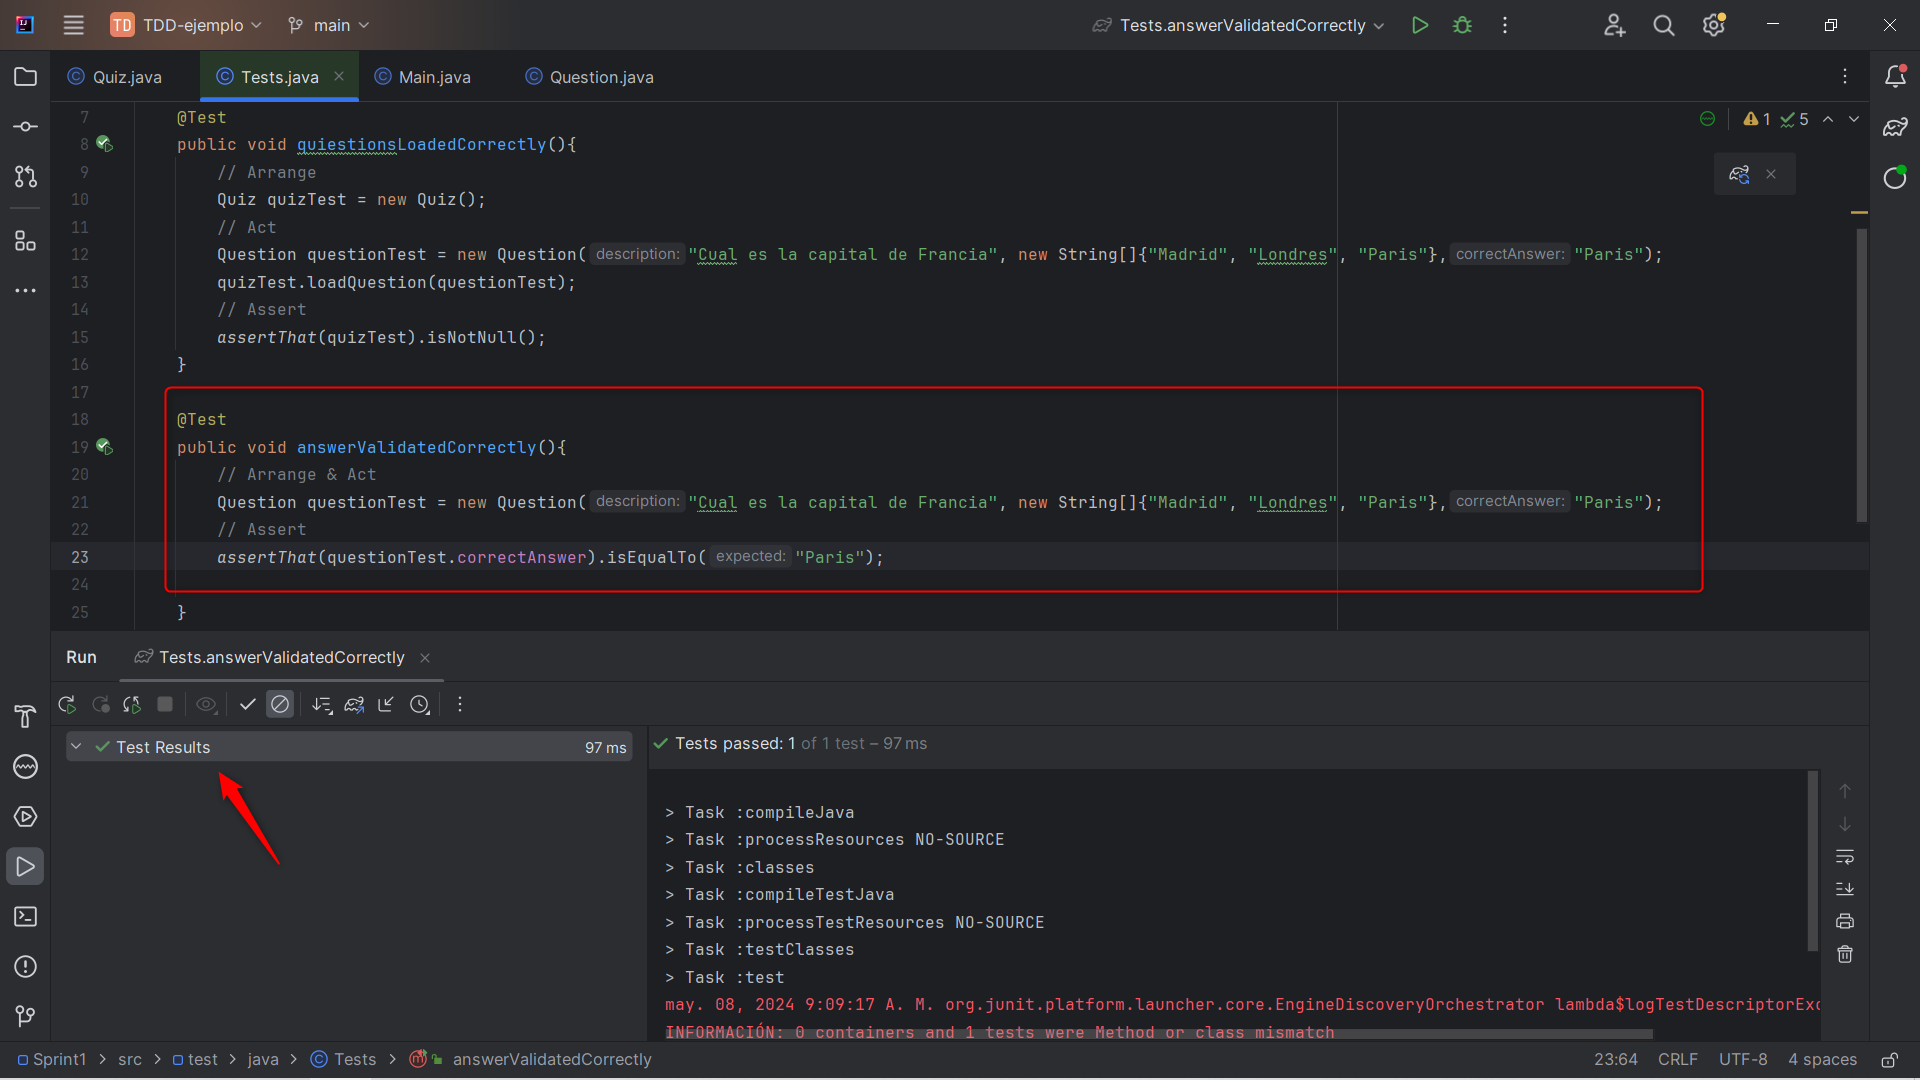 TD TDD-ejemplo main Tests.answerValidatedCorrectly
Quiz.java Tests.java Main.java Question.java
7 @Test
1 5
8 public void quiestionsLoadedCorrectly(){
9 // Arrange
10 Quiz quizTest = new Quiz();
11 // Act
12 Question questionTest = new Question( description: "Cual es la capital de Francia", new String[]{"Madrid", "Londres", "Paris"}, correctAnswer: "Paris");
13 quizTest.loadQuestion(questionTest);
14 // Assert
15 assertThat(quizTest).isNotNull();
16 }
17
18 @Test
19 public void answerValidatedCorrectly(){
20 // Arrange & Act
21 Question questionTest = new Question( description: "Cual es la capital de Francia", new String[]{"Madrid", "Londres", "Paris"}, correctAnswer: "Paris");
22 // Assert
23 assertThat(questionTest.correctAnswer).isEqualTo( expected: "Paris");
24
25 }
Run Tests.answerValidatedCorrectly
Test Results 97 ms
Tests passed: 1 of 1 test – 97 ms
> Task :compileJava
> Task :processResources NO-SOURCE
> Task :classes
> Task :compileTestJava
> Task :processTestResources NO-SOURCE
> Task :testClasses
> Task :test
may. 08, 2024 9:09:17 A. M. org.junit.platform.launcher.core.EngineDiscoveryOrchestrator lambda$logTestDescriptorExc
INFORMACIÓN: 0 containers and 1 tests were Method or class mismatch
Sprint1 > src > test > java > Tests > answerValidatedCorrectly
23:64 CRLF UTF-8 4 spaces